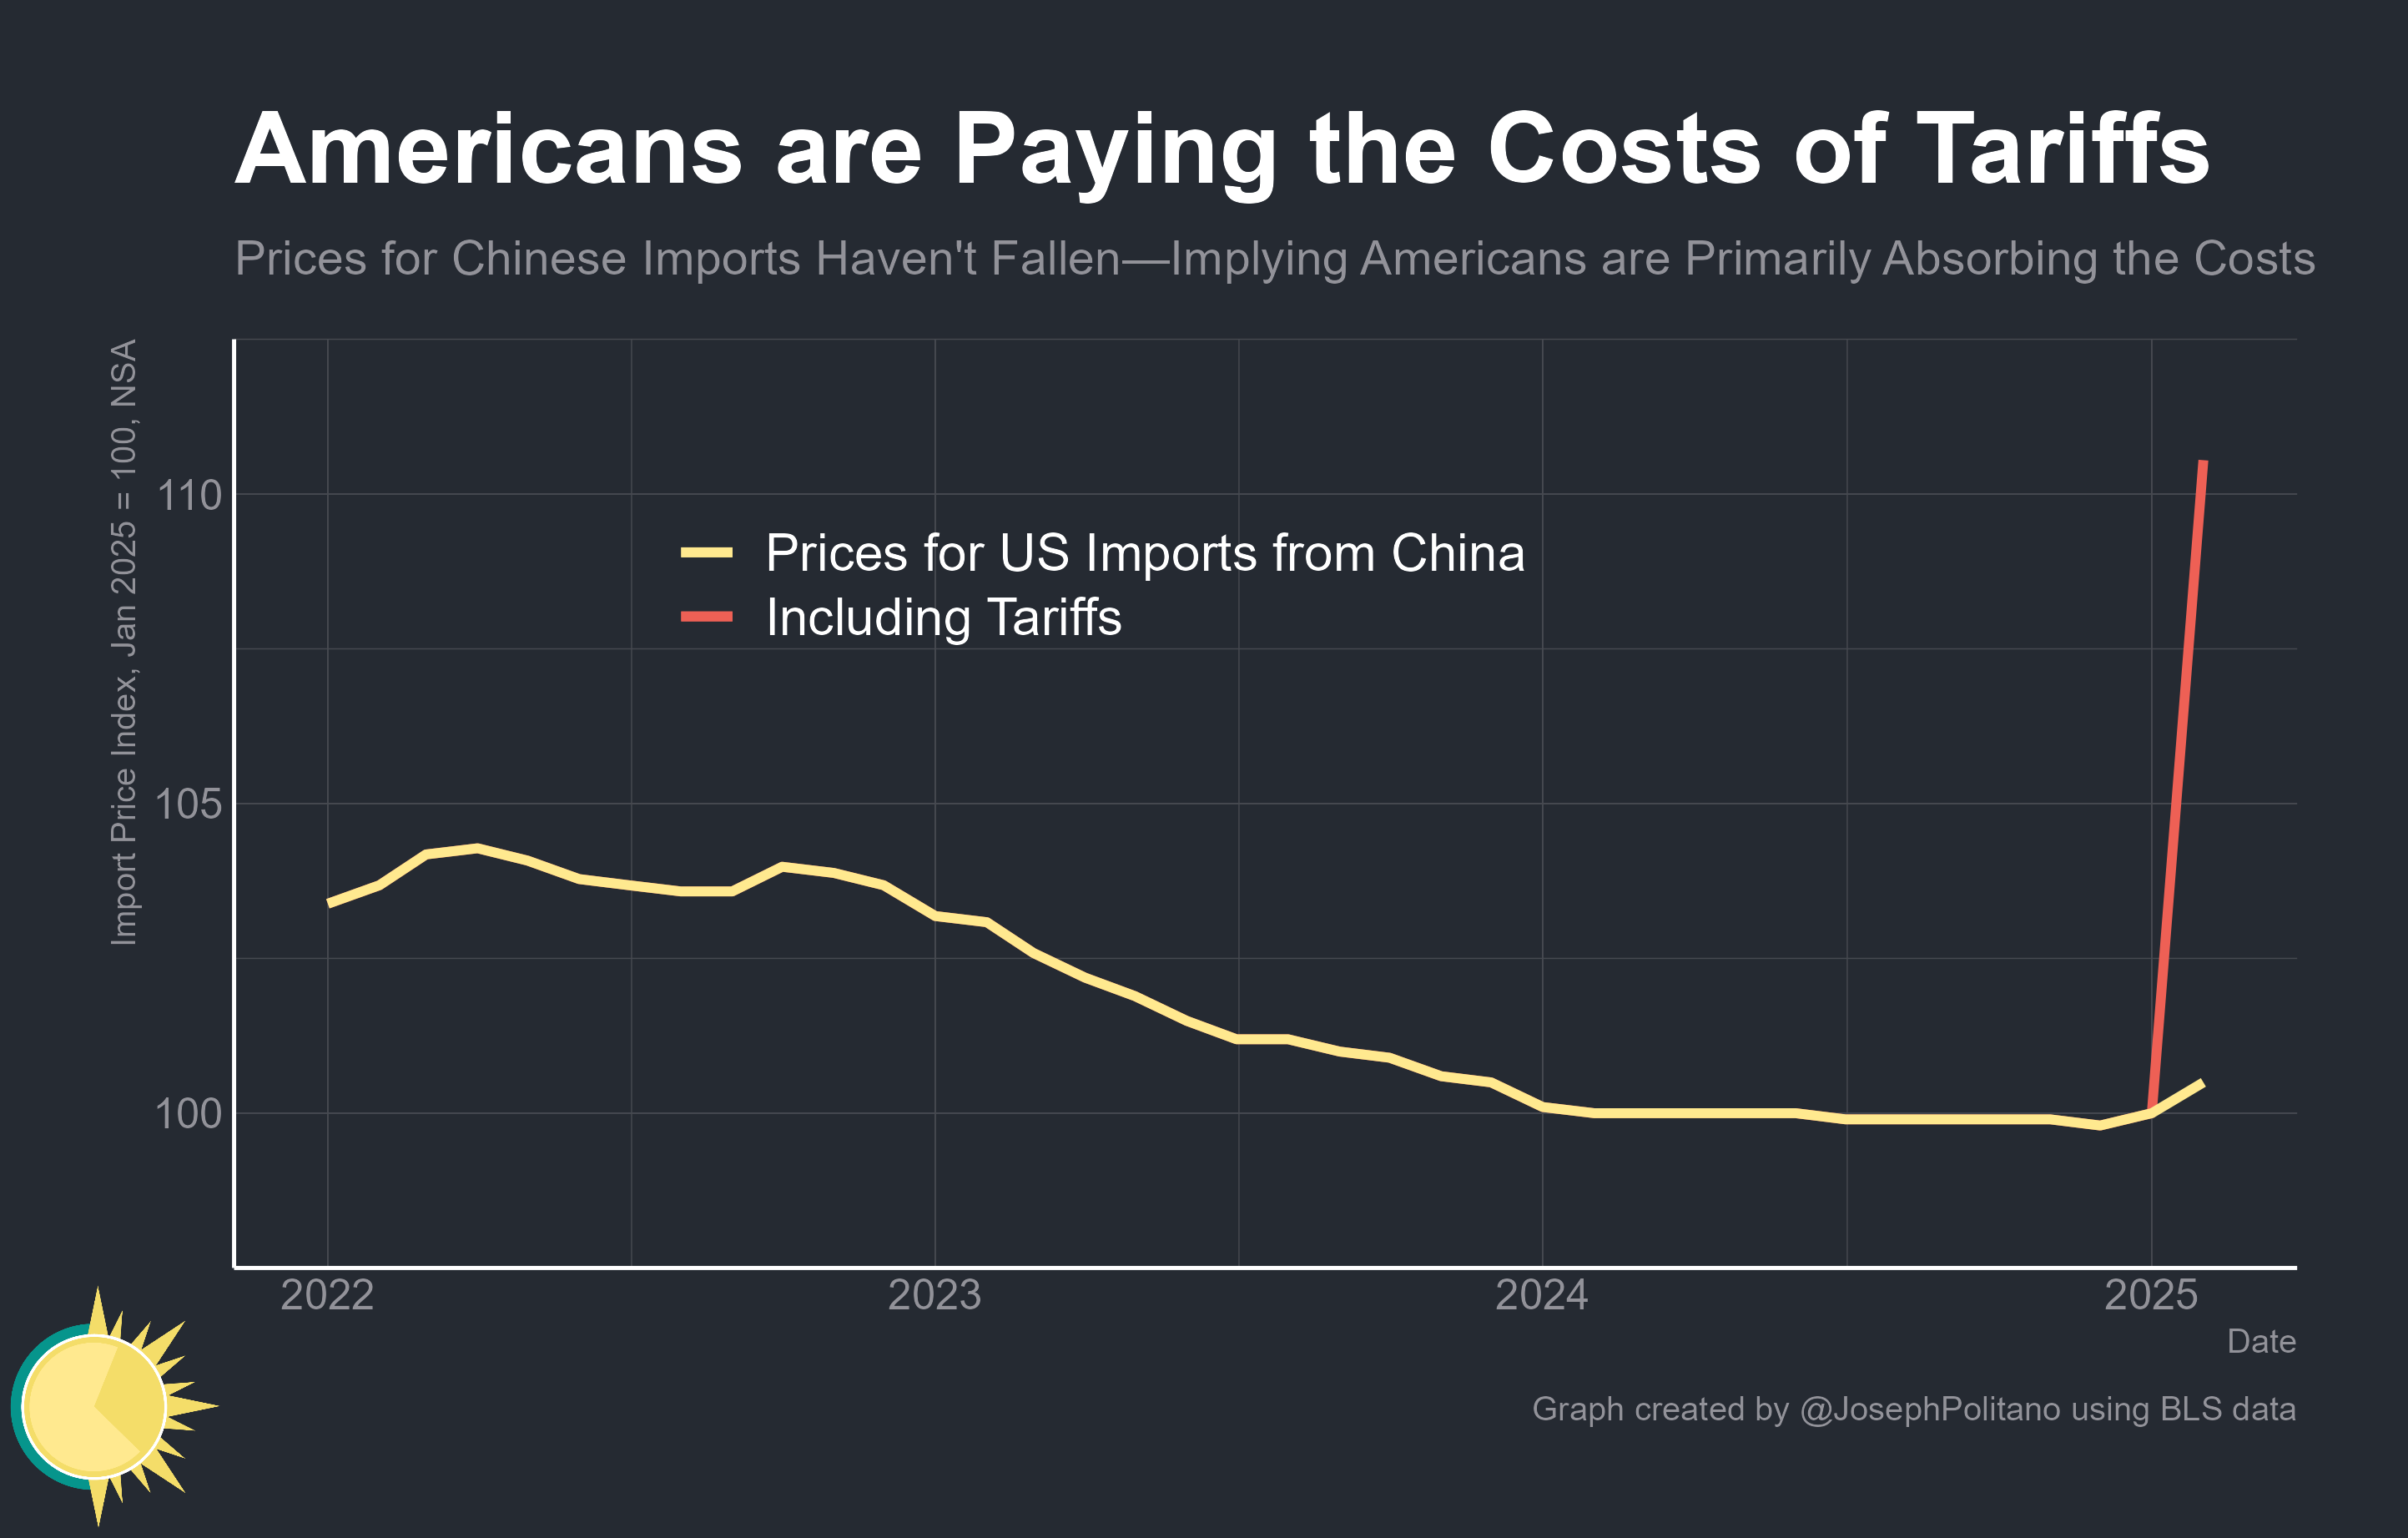 Americans are Paying the Costs of Tariffs
Prices for Chinese Imports Haven't Fallen—Implying Americans are Primarily Absorbing the Costs
Import Price Index, Jan 2025 = 100, NSA
110
105
100
Prices for US Imports from China
Including Tariffs
2022 2023 2024 2025
Date
Graph created by @JosephPolitano using BLS data